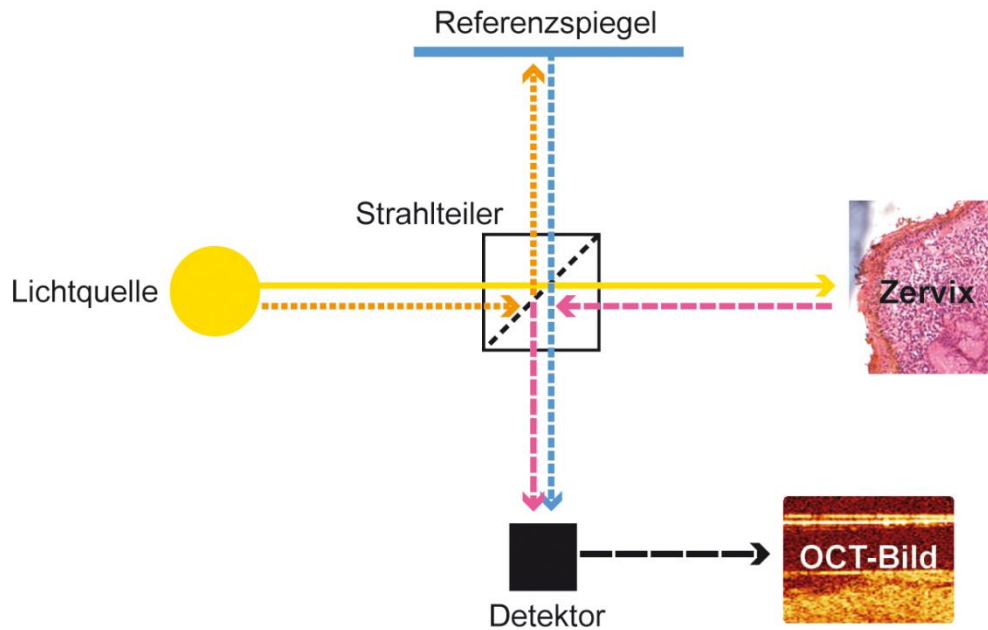 Referenzspiegel
Strahlteiler
Lichtquelle
Zervix
OCT-Bild
Detektor